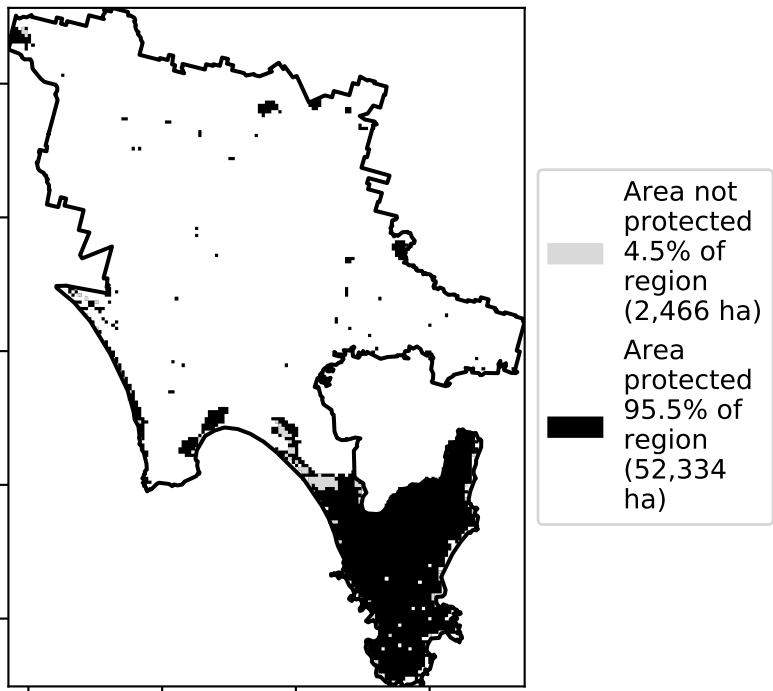 Area not
protected
4.5% of
region
(2,466 ha)
Area
protected
95.5% of
region
(52,334
ha)